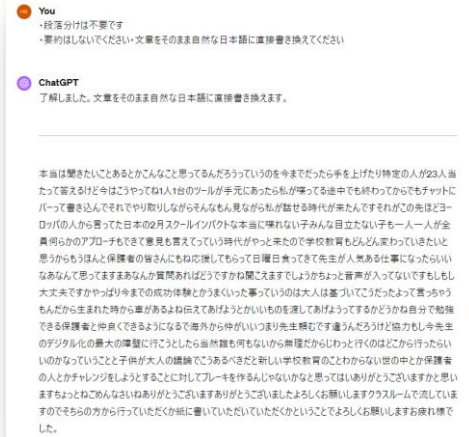 You
・段落分けは不要です
・要約はしないでください・文章をそのまま自然な日本語に直接書き換えてください
ChatGPT
了解しました。文章をそのまま自然な日本語に直接書き換えます。
本当は聞きたいことあるとかこんなこと思ってるんだろうっていうのを今までだったら手を上げたり特定の人が23人当
たって答えるけど今はこうやってね1人1台のツールが手元にあったら私が喋ってる途中でも終わってからでもチャットに
バーって書き込んでそれでやり取りしながらそんなもん見ながら私が話せる時代が来たんですそれがこの先ほどヨー
ロッパの人から言ってた日本の2月スクールインパクトな本当に喋れない子みんな目立たない子も一人一人が全
員何らかのアプローチもできて意見も言えてっていう時代がやっと来たので学校教育もどんどん変わっていきたいと
思うからもうほんと保護者の皆さんにもね応援してもらって日曜日食ってきて先生が人気ある仕事になったらいい
なあなんて思ってますまあなんか質問あればどうですかね聞こえますでしょうかちょっと音声が入ってないですもしもし
大丈夫ですかやっぱり今までの成功体験とかうまくいった事っていうのは大人は基づいてこうだったよって言っちゃう
もんだから生まれた時から車があるよね伝えてあげようとかいいものを渡してあげようってするかどうかね自分で勉強
できる保護者と仲良くできるようになるで海外から仲がいいつまり先生頼むです違うんだろうけど協力もし今先生
のデジタル化の最大の障壁に行こうとしたら当然誰も何もないから無理だからじわっと行くのはどこから行ったらい
いのかなっていうことと子供が大人の議論でこうあるべきだと新しい学校教育のことわからない世の中とか保護者
の人とかチャレンジをしようとすることに対してブレーキを作るんじゃないかなと思ってはいありがとうございますかと思い
ますちょっとねごめんなさいねありがとうございますありがとうございましたよろしくお願いしますクラスルームで流していま
すのでそちらの方から行っていただくか紙に書いていただいていただくかということでよろしくお願いしますお疲れ様で
した。